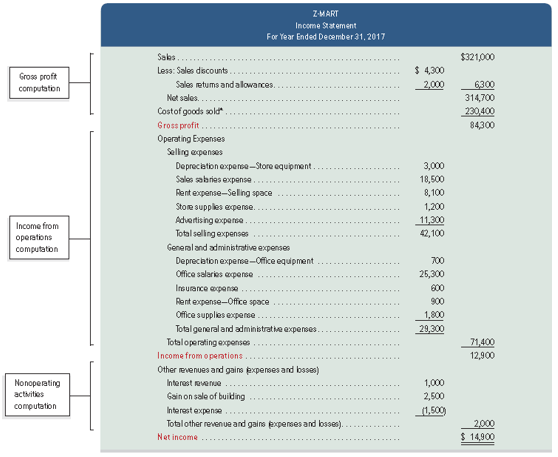 Z-MART
Income Statement
For Year Ended December 31, 2017
Gross profit
computation
Sales $321,000
Less: Sales discounts $ 4,300
Sales returns and allowances 2,000 6,300
Net sales 314,700
Cost of goods sold* 230,400
Gross profit 84,300
Income from
operations
computation
Operating Expenses
Selling expenses
Depreciation expense—Store equipment 3,000
Sales salaries expense 18,500
Rent expense—Selling space 8,100
Store supplies expense 1,200
Advertising expense 11,300
Total selling expenses 42,100
General and administrative expenses
Depreciation expense—Office equipment 700
Office salaries expense 25,300
Insurance expense 600
Rent expense—Office space 900
Office supplies expense 1,800
Total general and administrative expenses 29,300
Total operating expenses 71,400
Income from operations 12,900
Nonoperating
activities
computation
Other revenues and gains (expenses and losses)
Interest revenue 1,000
Gain on sale of building 2,500
Interest expense (1,500)
Total other revenue and gains (expenses and losses) 2,000
Net income $ 14,900